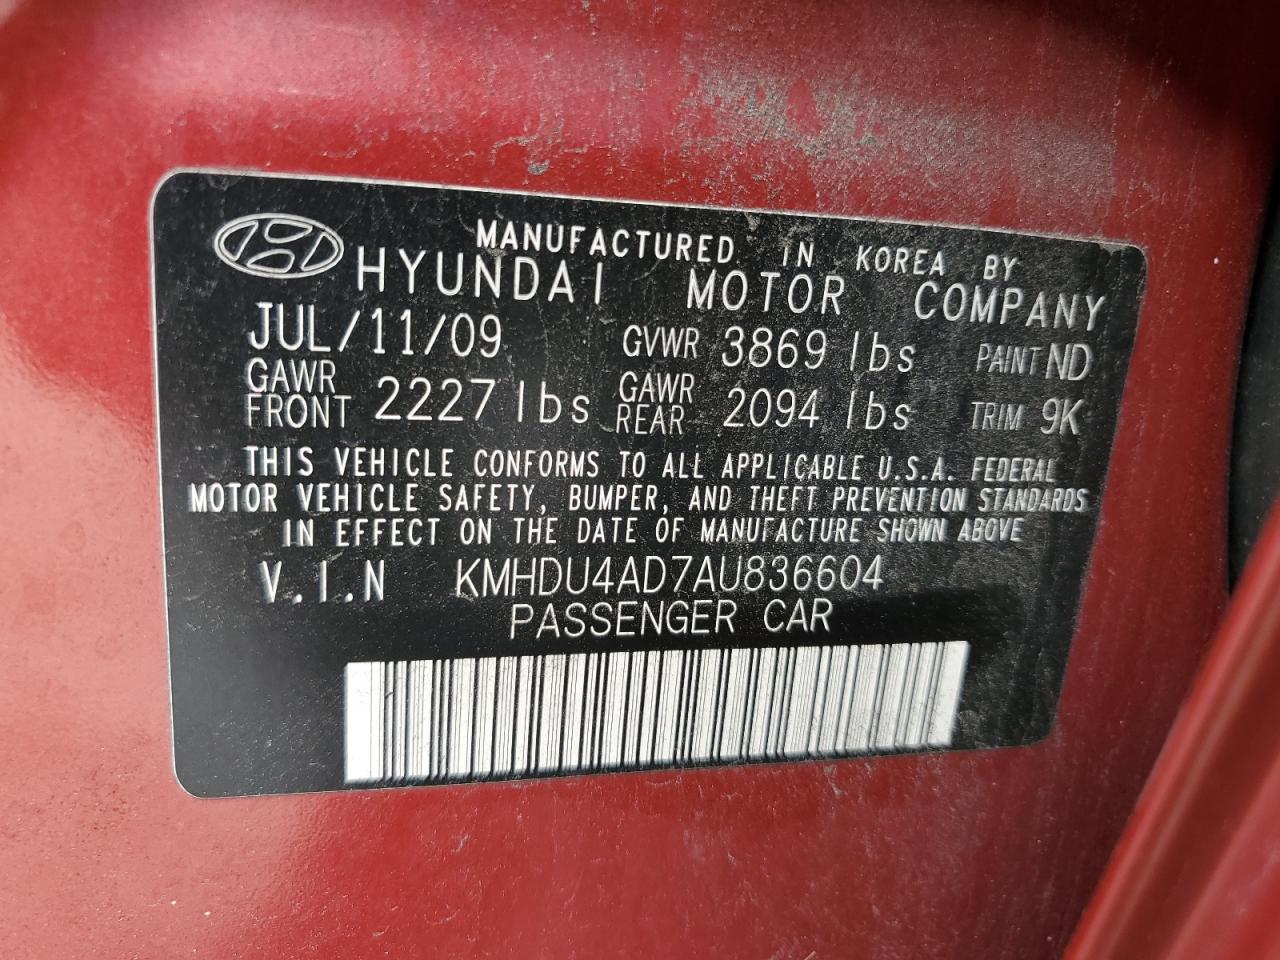 MANUFACTURED IN KOREA BY
HYUNDAI MOTOR COMPANY
JUL/11/09 GVWR 3869 lbs PAINT ND
GAWR FRONT 2227 lbs GAWR REAR 2094 lbs TRIM 9K
THIS VEHICLE CONFORMS TO ALL APPLICABLE U.S.A. FEDERAL
MOTOR VEHICLE SAFETY, BUMPER, AND THEFT PREVENTION STANDARDS
IN EFFECT ON THE DATE OF MANUFACTURE SHOWN ABOVE
V.I.N KMHDU4AD7AU836604
PASSENGER CAR